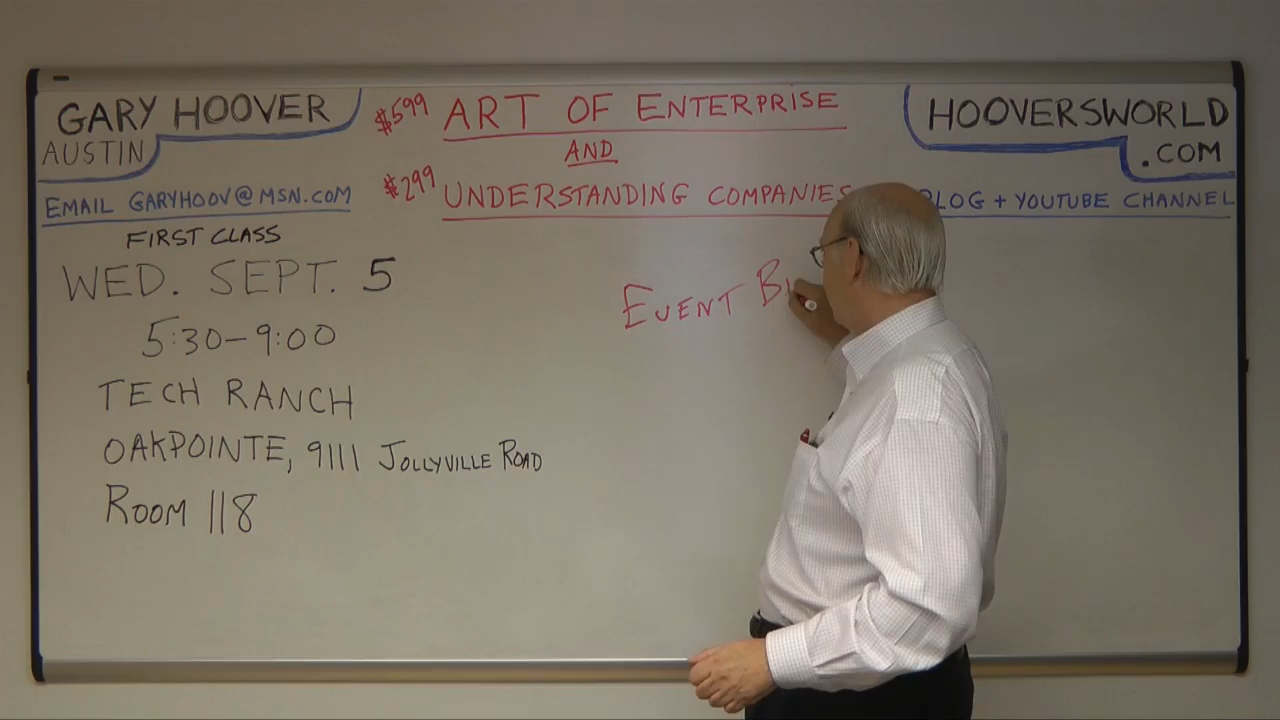 GARY HOOVER
AUSTIN
EMAIL GARYHOOV@MSN.COM
$599 ART OF ENTERPRISE
AND
$299 UNDERSTANDING COMPANIES
HOOVERSWORLD
.COM
BLOG + YOUTUBE CHANNEL
FIRST CLASS
WED. SEPT. 5
5:30-9:00
TECH RANCH
OAKPOINTE, 9111 JOLLYVILLE ROAD
ROOM 118
EVENT